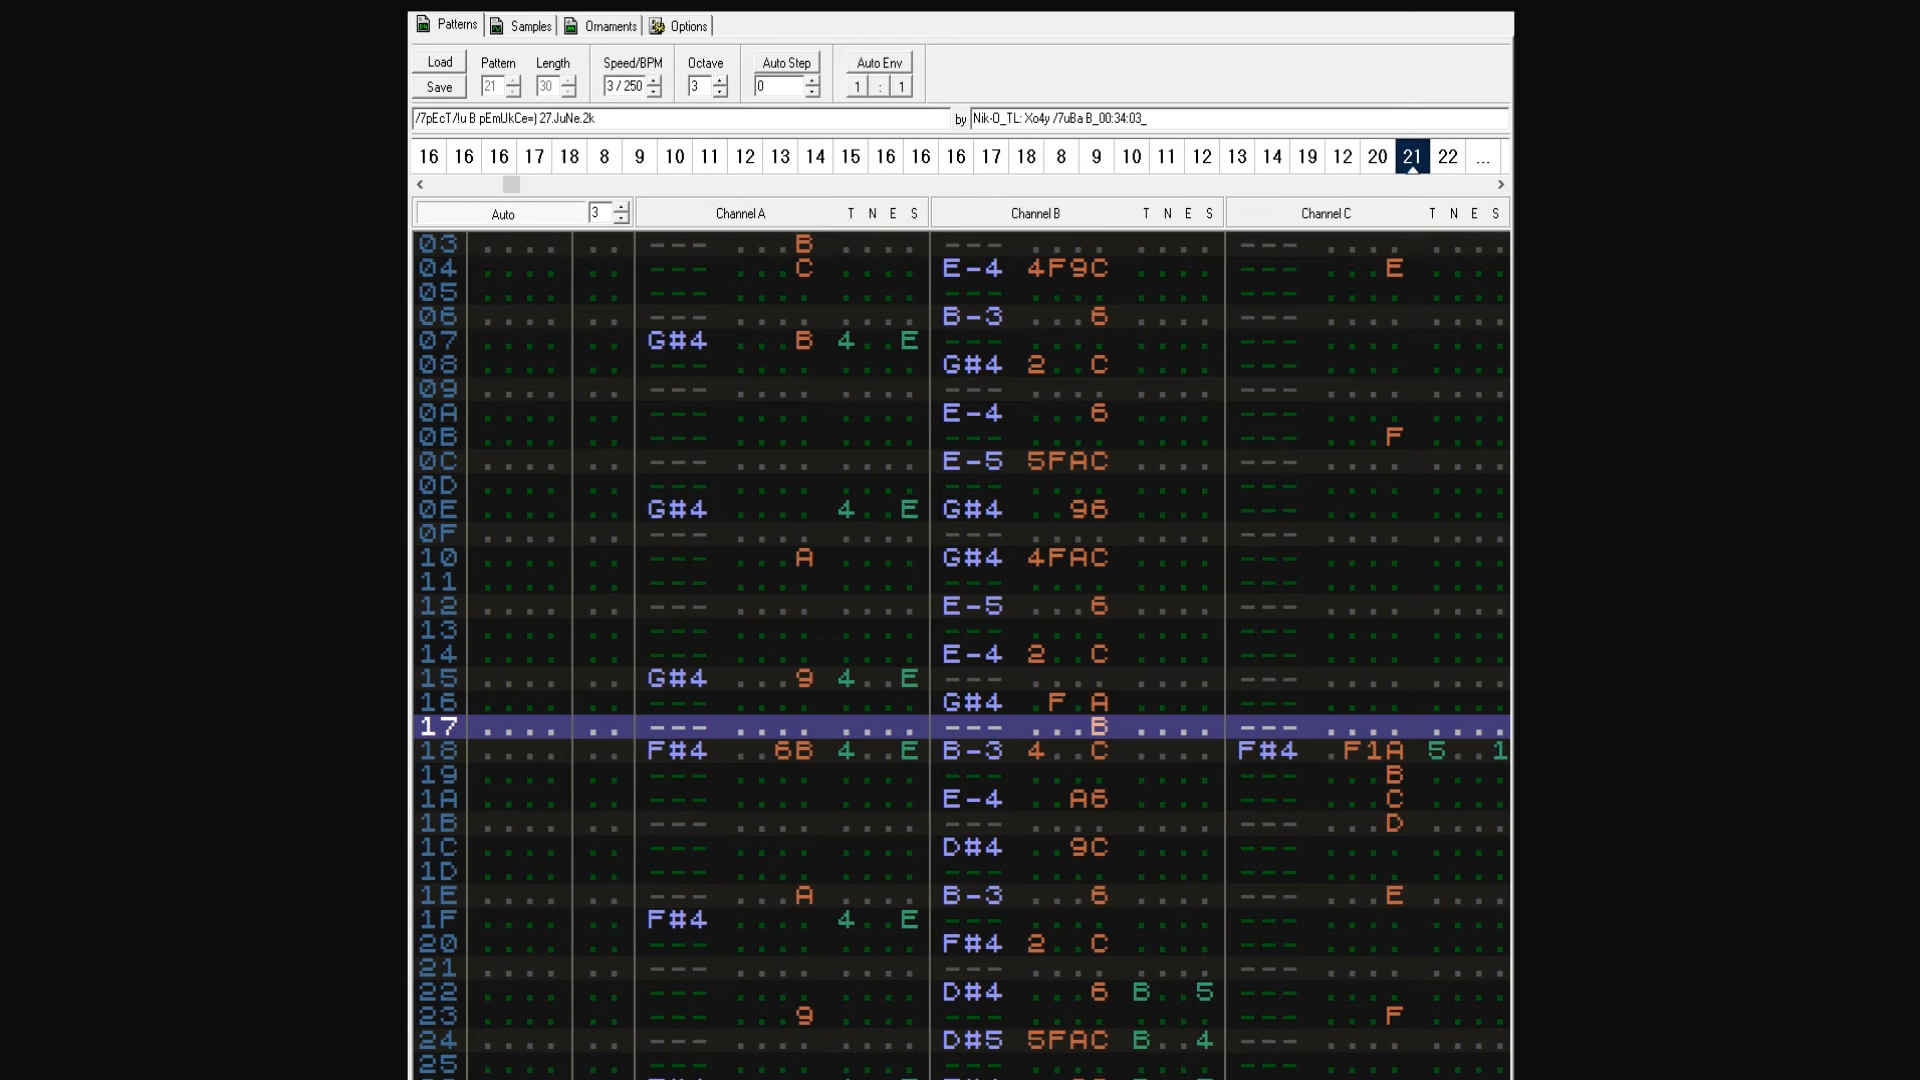 Patterns Samples Ornaments Options
Load Pattern Length Speed/BPM Octave Auto Step Auto Env
Save 21 30 3 / 250 3 0 1 : 1
/7pEcT/!u B pEmUkCe=) 27.JuNe.2k by Nik-O_TL: Xo4y /7uBa B_00:34:03_
16 16 16 17 18 8 9 10 11 12 13 14 15 16 16 16 17 18 8 9 10 11 12 13 14 19 12 20 21 22 ...
Auto 3 Channel A T N E S Channel B T N E S Channel C T N E S
03 .... .. --- ...B .... --- .... .... --- .... ....
04 .... .. --- ...C .... E-4 4F9C .... --- ...E ....
05 .... .. --- .... .... --- .... .... --- .... ....
06 .... .. --- .... .... B-3 ...6 .... --- .... ....
07 .... .. G#4 ...B 4..E --- .... .... --- .... ....
08 .... .. --- .... .... G#4 2..C .... --- .... ....
09 .... .. --- .... .... --- .... .... --- .... ....
0A .... .. --- .... .... E-4 ...6 .... --- .... ....
0B .... .. --- .... .... --- .... .... --- ...F ....
0C .... .. --- .... .... E-5 5FAC .... --- .... ....
0D .... .. --- .... .... --- .... .... --- .... ....
0E .... .. G#4 .... 4..E G#4 ..96 .... --- .... ....
0F .... .. --- .... .... --- .... .... --- .... ....
10 .... .. --- ...A .... G#4 4FAC .... --- .... ....
11 .... .. --- .... .... --- .... .... --- .... ....
12 .... .. --- .... .... E-5 ...6 .... --- .... ....
13 .... .. --- .... .... --- .... .... --- .... ....
14 .... .. --- .... .... E-4 2..C .... --- .... ....
15 .... .. G#4 ...9 4..E --- .... .... --- .... ....
16 .... .. --- .... .... G#4 .F.A .... --- .... ....
17 .... .. --- .... .... --- ...B .... --- .... ....
18 .... .. F#4 ..6B 4..E B-3 4..C .... F#4 .F1A 5..1
19 .... .. --- .... .... --- .... .... --- ...B ....
1A .... .. --- .... .... E-4 ..A6 .... --- ...C ....
1B .... .. --- .... .... --- .... .... --- ...D ....
1C .... .. --- .... .... D#4 ..9C .... --- .... ....
1D .... .. --- .... .... --- .... .... --- .... ....
1E .... .. --- ...A .... B-3 ...6 .... --- ...E ....
1F .... .. F#4 .... 4..E --- .... .... --- .... ....
20 .... .. --- .... .... F#4 2..C .... --- .... ....
21 .... .. --- .... .... --- .... .... --- .... ....
22 .... .. --- .... .... D#4 ...6 B..5 --- .... ....
23 .... .. --- ...9 .... --- .... .... --- ...F ....
24 .... .. --- .... .... D#5 5FAC B..4 --- .... ....
25 .... .. --- .... .... --- .... .... --- .... ....